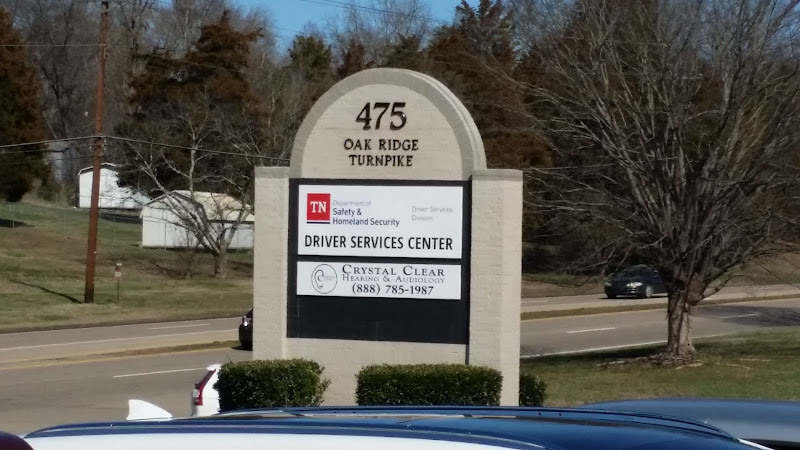 475
OAK RIDGE
TURNPIKE
TN
Department of
Safety &
Homeland Security
Driver Services
Division
DRIVER SERVICES CENTER
CRYSTAL CLEAR
HEARING & AUDIOLOGY
(888) 785-1987